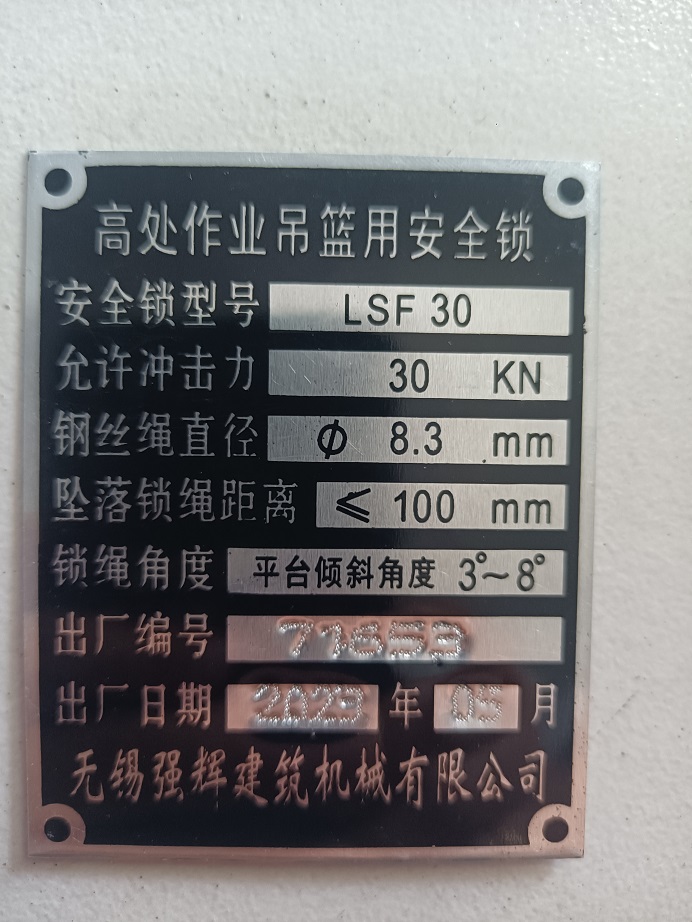 高处作业吊篮用安全锁
安全锁型号 LSF 30
允许冲击力 30 KN
钢丝绳直径 ϕ 8.3 mm
坠落锁绳距离 ≤ 100 mm
锁绳角度 平台倾斜角度 3°~8°
出厂编号 71653
出厂日期 2023 年 05 月
无锡强辉建筑机械有限公司